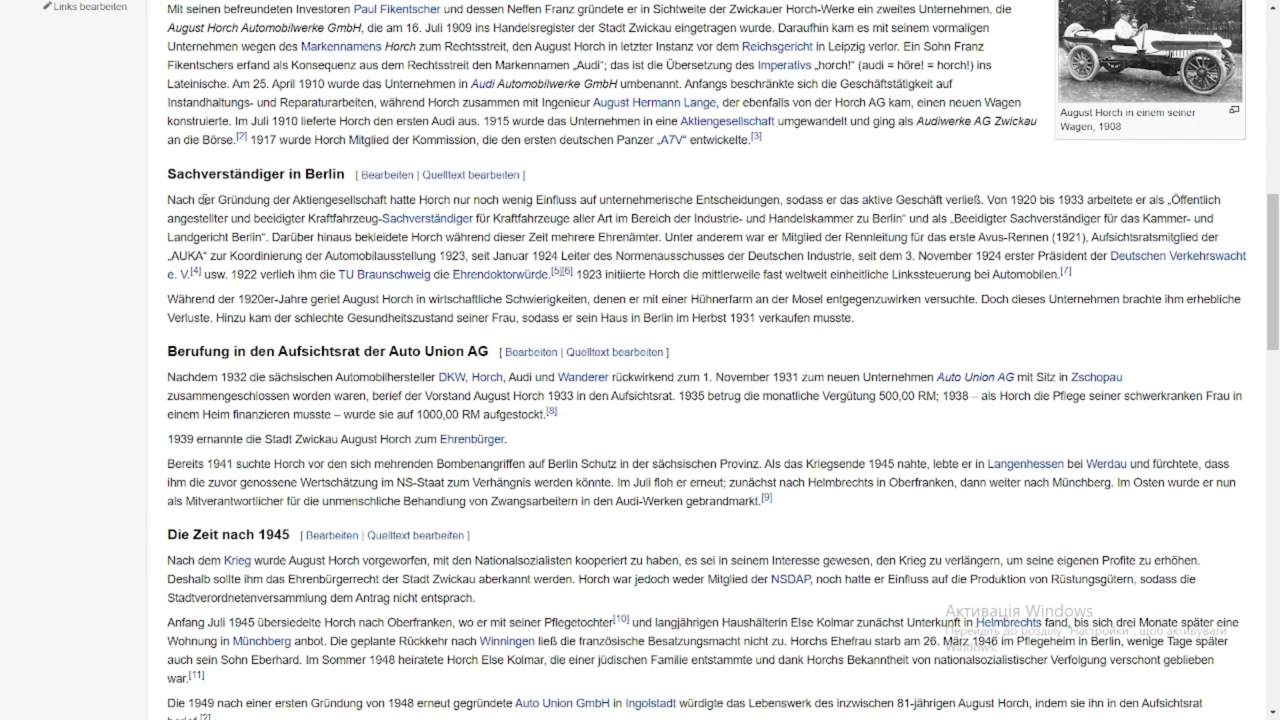 Links bearbeiten
Mit seinen befreundeten Investoren Paul Fikentscher und dessen Neffen Franz gründete er in Sichtweite der Zwickauer Horch-Werke ein zweites Unternehmen, die
August Horch Automobilwerke GmbH, die am 16. Juli 1909 ins Handelsregister der Stadt Zwickau eingetragen wurde. Daraufhin kam es mit seinem vormaligen
Unternehmen wegen des Markennamens Horch zum Rechtsstreit, den August Horch in letzter Instanz vor dem Reichsgericht in Leipzig verlor. Ein Sohn Franz
Fikentschers erfand als Konsequenz aus dem Rechtsstreit den Markennamen „Audi“; das ist die Übersetzung des Imperativs „horch!“ (audi = höre! = horch!) ins
Lateinische. Am 25. April 1910 wurde das Unternehmen in Audi Automobilwerke GmbH umbenannt. Anfangs beschränkte sich die Geschäftstätigkeit auf
Instandhaltungs- und Reparaturarbeiten, während Horch zusammen mit Ingenieur August Hermann Lange, der ebenfalls von der Horch AG kam, einen neuen Wagen
konstruierte. Im Juli 1910 lieferte Horch den ersten Audi aus. 1915 wurde das Unternehmen in eine Aktiengesellschaft umgewandelt und ging als Audiwerke AG Zwickau
an die Börse.[2] 1917 wurde Horch Mitglied der Kommission, die den ersten deutschen Panzer „A7V“ entwickelte.[3]
August Horch in einem seiner
Wagen, 1908
Sachverständiger in Berlin [ Bearbeiten | Quelltext bearbeiten ]
Nach der Gründung der Aktiengesellschaft hatte Horch nur noch wenig Einfluss auf unternehmerische Entscheidungen, sodass er das aktive Geschäft verließ. Von 1920 bis 1933 arbeitete er als „Öffentlich
angestellter und beeidigter Kraftfahrzeug-Sachverständiger für Kraftfahrzeuge aller Art im Bereich der Industrie- und Handelskammer zu Berlin“ und als „Beeidigter Sachverständiger für das Kammer- und
Landgericht Berlin“. Darüber hinaus bekleidete Horch während dieser Zeit mehrere Ehrenämter. Unter anderem war er Mitglied der Rennleitung für das erste Avus-Rennen (1921), Aufsichtsratsmitglied der
„AUKA“ zur Koordinierung der Automobilausstellung 1923, seit Januar 1924 Leiter des Normenausschusses der Deutschen Industrie, seit dem 3. November 1924 erster Präsident der Deutschen Verkehrswacht
e. V.[4] usw. 1922 verlieh ihm die TU Braunschweig die Ehrendoktorwürde.[5][6] 1923 initiierte Horch die mittlerweile fast weltweit einheitliche Linkssteuerung bei Automobilen.[7]
Während der 1920er-Jahre geriet August Horch in wirtschaftliche Schwierigkeiten, denen er mit einer Hühnerfarm an der Mosel entgegenzuwirken versuchte. Doch dieses Unternehmen brachte ihm erhebliche
Verluste. Hinzu kam der schlechte Gesundheitszustand seiner Frau, sodass er sein Haus in Berlin im Herbst 1931 verkaufen musste.
Berufung in den Aufsichtsrat der Auto Union AG [ Bearbeiten | Quelltext bearbeiten ]
Nachdem 1932 die sächsischen Automobilhersteller DKW, Horch, Audi und Wanderer rückwirkend zum 1. November 1931 zum neuen Unternehmen Auto Union AG mit Sitz in Zschopau
zusammengeschlossen worden waren, berief der Vorstand August Horch 1933 in den Aufsichtsrat. 1935 betrug die monatliche Vergütung 500,00 RM; 1938 – als Horch die Pflege seiner schwerkranken Frau in
einem Heim finanzieren musste – wurde sie auf 1000,00 RM aufgestockt.[8]
1939 ernannte die Stadt Zwickau August Horch zum Ehrenbürger.
Bereits 1941 suchte Horch vor den sich mehrenden Bombenangriffen auf Berlin Schutz in der sächsischen Provinz. Als das Kriegsende 1945 nahte, lebte er in Langenhessen bei Werdau und fürchtete, dass
ihm die zuvor genossene Wertschätzung im NS-Staat zum Verhängnis werden könnte. Im Juli floh er erneut; zunächst nach Helmbrechts in Oberfranken, dann weiter nach Münchberg. Im Osten wurde er nun
als Mitverantwortlicher für die unmenschliche Behandlung von Zwangsarbeitern in den Audi-Werken gebrandmarkt.[9]
Die Zeit nach 1945 [ Bearbeiten | Quelltext bearbeiten ]
Nach dem Krieg wurde August Horch vorgeworfen, mit den Nationalsozialisten kooperiert zu haben, es sei in seinem Interesse gewesen, den Krieg zu verlängern, um seine eigenen Profite zu erhöhen.
Deshalb sollte ihm das Ehrenbürgerrecht der Stadt Zwickau aberkannt werden. Horch war jedoch weder Mitglied der NSDAP, noch hatte er Einfluss auf die Produktion von Rüstungsgütern, sodass die
Stadtverordnetenversammlung dem Antrag nicht entsprach.
Активація Windows
Перейдіть до розділу "Настройки", щоб активувати
Windows.
Anfang Juli 1945 übersiedelte Horch nach Oberfranken, wo er mit seiner Pflegetochter[10] und langjährigen Haushälterin Else Kolmar zunächst Unterkunft in Helmbrechts fand, bis sich drei Monate später eine
Wohnung in Münchberg anbot. Die geplante Rückkehr nach Winningen ließ die französische Besatzungsmacht nicht zu. Horchs Ehefrau starb am 26. März 1946 im Pflegeheim in Berlin, wenige Tage später
auch sein Sohn Eberhard. Im Sommer 1948 heiratete Horch Else Kolmar, die einer jüdischen Familie entstammte und dank Horchs Bekanntheit von nationalsozialistischer Verfolgung verschont geblieben
war.[11]
Die 1949 nach einer ersten Gründung von 1948 erneut gegründete Auto Union GmbH in Ingolstadt würdigte das Lebenswerk des inzwischen 81-jährigen August Horch, indem sie ihn in den Aufsichtsrat
berief.[2]